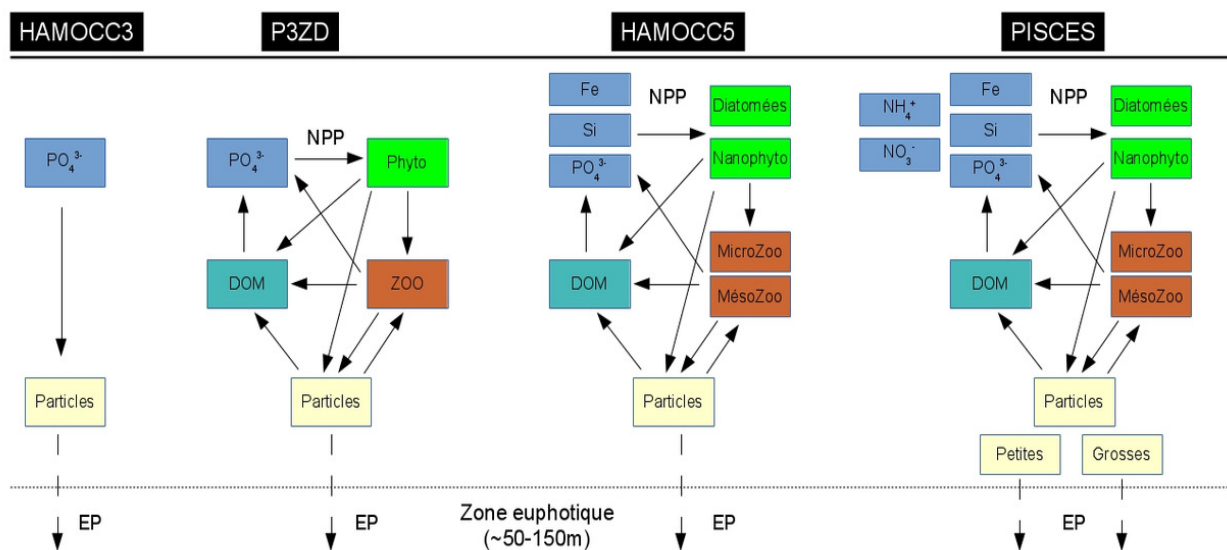 HAMOCC3
P3ZD
HAMOCC5
PISCES
PO₄³⁻
Particles
EP
NPP
PO₄³⁻
Phyto
DOM
ZOO
Particles
EP
Fe
Si
PO₄³⁻
NPP
Diatomées
Nanophyto
DOM
MicroZoo
MésoZoo
Particles
EP
NH₄⁺
NO₃⁻
Fe
Si
PO₄³⁻
NPP
Diatomées
Nanophyto
DOM
MicroZoo
MésoZoo
Particles
Petites
Grosses
EP
Zone euphotique
(~50-150m)